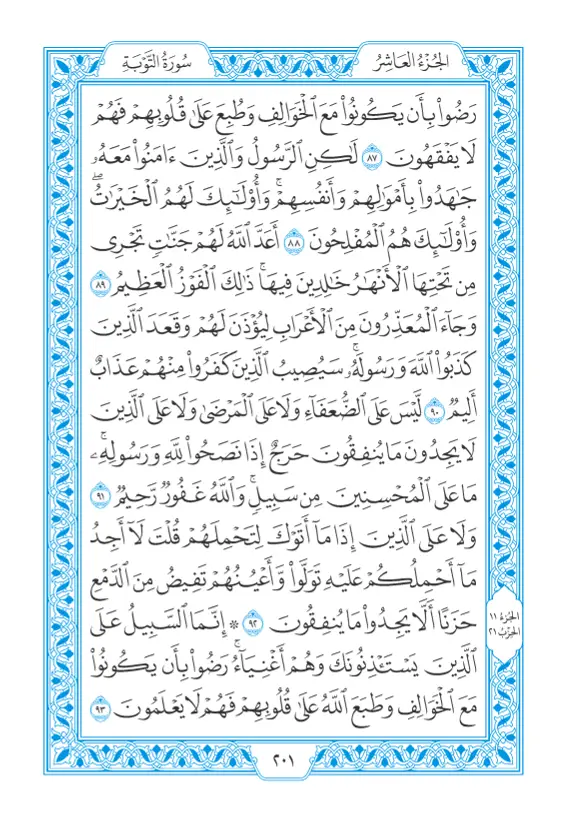 الجُزْءُ العَاشِرُ
سُورَةُ التَّوْبَةِ
رَضُوا۟ بِأَن يَكُونُوا۟ مَعَ ٱلْخَوَالِفِ وَطُبِعَ عَلَىٰ قُلُوبِهِمْ فَهُمْ
لَا يَفْقَهُونَ ٨٧ لَٰكِنِ ٱلرَّسُولُ وَٱلَّذِينَ ءَامَنُوا۟ مَعَهُۥ
جَٰهَدُوا۟ بِأَمْوَٰلِهِمْ وَأَنفُسِهِمْۚ وَأُو۟لَٰٓئِكَ لَهُمُ ٱلْخَيْرَٰتُۖ
وَأُو۟لَٰٓئِكَ هُمُ ٱلْمُفْلِحُونَ ٨٨ أَعَدَّ ٱللَّهُ لَهُمْ جَنَّٰتٍ تَجْرِى
مِن تَحْتِهَا ٱلْأَنْهَٰرُ خَٰلِدِينَ فِيهَاۚ ذَٰلِكَ ٱلْفَوْزُ ٱلْعَظِيمُ ٨٩
وَجَآءَ ٱلْمُعَذِّرُونَ مِنَ ٱلْأَعْرَابِ لِيُؤْذَنَ لَهُمْ وَقَعَدَ ٱلَّذِينَ
كَذَبُوا۟ ٱللَّهَ وَرَسُولَهُۥۚ سَيُصِيبُ ٱلَّذِينَ كَفَرُوا۟ مِنْهُمْ عَذَابٌ
أَلِيمٌ ٩٠ لَّيْسَ عَلَى ٱلضُّعَفَآءِ وَلَا عَلَى ٱلْمَرْضَىٰ وَلَا عَلَى ٱلَّذِينَ
لَا يَجِدُونَ مَا يُنفِقُونَ حَرَجٌ إِذَا نَصَحُوا۟ لِلَّهِ وَرَسُولِهِۦۚ
مَا عَلَى ٱلْمُحْسِنِينَ مِن سَبِيلٍۚ وَٱللَّهُ غَفُورٌ رَّحِيمٌ ٩١
وَلَا عَلَى ٱلَّذِينَ إِذَا مَآ أَتَوْكَ لِتَحْمِلَهُمْ قُلْتَ لَآ أَجِدُ
مَآ أَحْمِلُكُمْ عَلَيْهِ تَوَلَّوا۟ وَّأَعْيُنُهُمْ تَفِيضُ مِنَ ٱلدَّمْعِ
حَزَنًا أَلَّا يَجِدُوا۟ مَا يُنفِقُونَ ٩٢ ۞ إِنَّمَا ٱلسَّبِيلُ عَلَى
ٱلَّذِينَ يَسْتَـْٔذِنُونَكَ وَهُمْ أَغْنِيَآءُۚ رَضُوا۟ بِأَن يَكُونُوا۟
مَعَ ٱلْخَوَالِفِ وَطَبَعَ ٱللَّهُ عَلَىٰ قُلُوبِهِمْ فَهُمْ لَا يَعْلَمُونَ ٩٣
الجُزْءُ ١١
الحِزْبُ ٢١
٢٠١